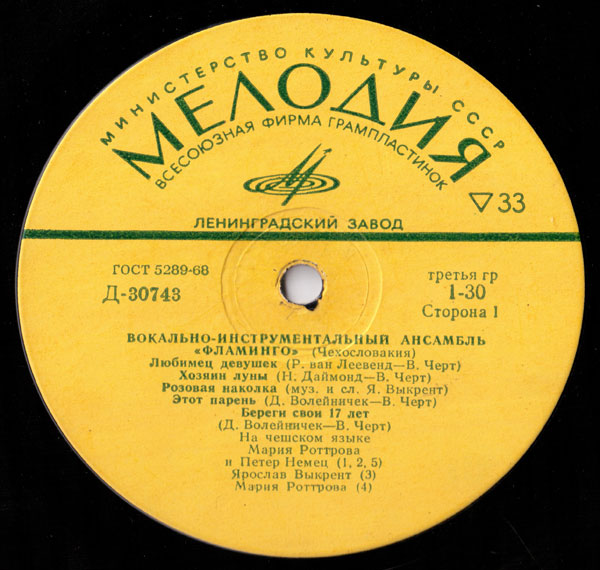 МИНИСТЕРСТВО КУЛЬТУРЫ СССР
МЕЛОДИЯ
ВСЕСОЮЗНАЯ ФИРМА ГРАМПЛАСТИНОК
▽ 33
ЛЕНИНГРАДСКИЙ ЗАВОД
ГОСТ 5289-68
Д-30743
третья гр
1-30
Сторона 1
ВОКАЛЬНО-ИНСТРУМЕНТАЛЬНЫЙ АНСАМБЛЬ
«ФЛАМИНГО» (Чехословакия)
Любимец девушек (Р. ван Леевенд—В. Черт)
Хозяин луны (Н. Даймонд—В. Черт)
Розовая наколка (муз. и сл. Я. Выкрент)
Этот парень (Д. Волейничек—В. Черт)
Береги свои 17 лет
(Д. Волейничек—В. Черт)
На чешском языке
Мария Роттрова
и Петер Немец (1, 2, 5)
Ярослав Выкрент (3)
Мария Роттрова (4)